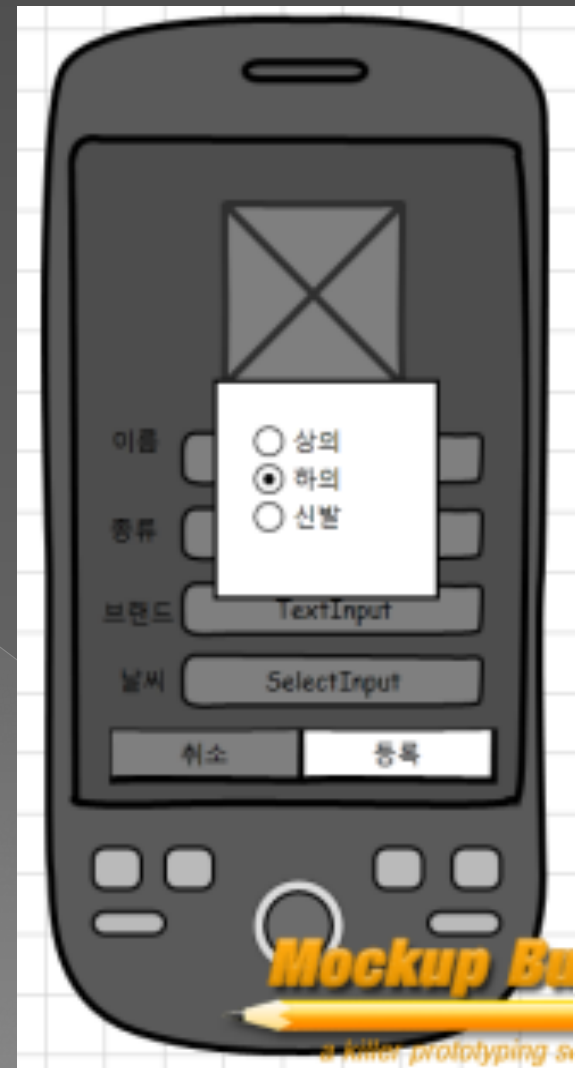 이름
상의
하의
신발
종류
브랜드 TextInput
날씨 SelectInput
취소 등록
Mockup Bu
a killer prototyping se